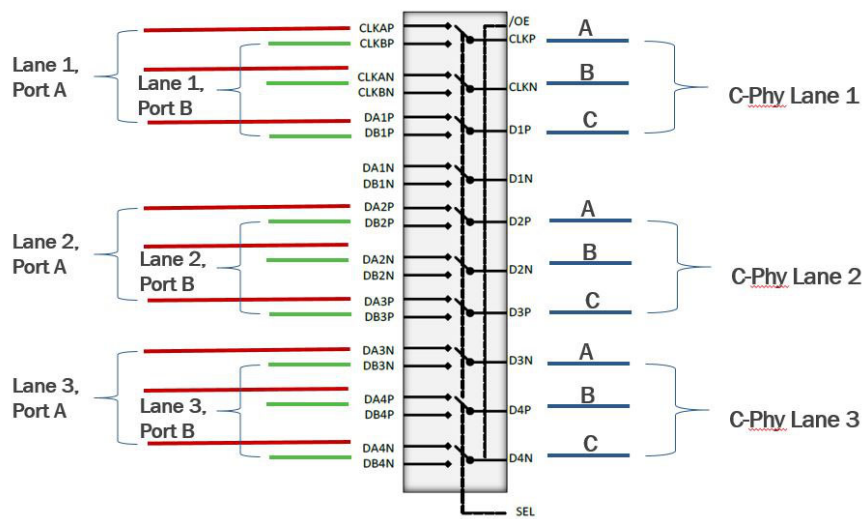 /OE
CLKAP
CLKBP
CLKP
A
Lane 1,
Port A
Lane 1,
Port B
CLKAN
CLKBN
CLKN
B
C-Phy Lane 1
DA1P
DB1P
D1P
C
DA1N
DB1N
D1N
DA2P
DB2P
D2P
A
Lane 2,
Port A
Lane 2,
Port B
DA2N
DB2N
D2N
B
C-Phy Lane 2
DA3P
DB3P
D3P
C
DA3N
DB3N
D3N
A
Lane 3,
Port A
Lane 3,
Port B
DA4P
DB4P
D4P
B
C-Phy Lane 3
DA4N
DB4N
D4N
C
SEL